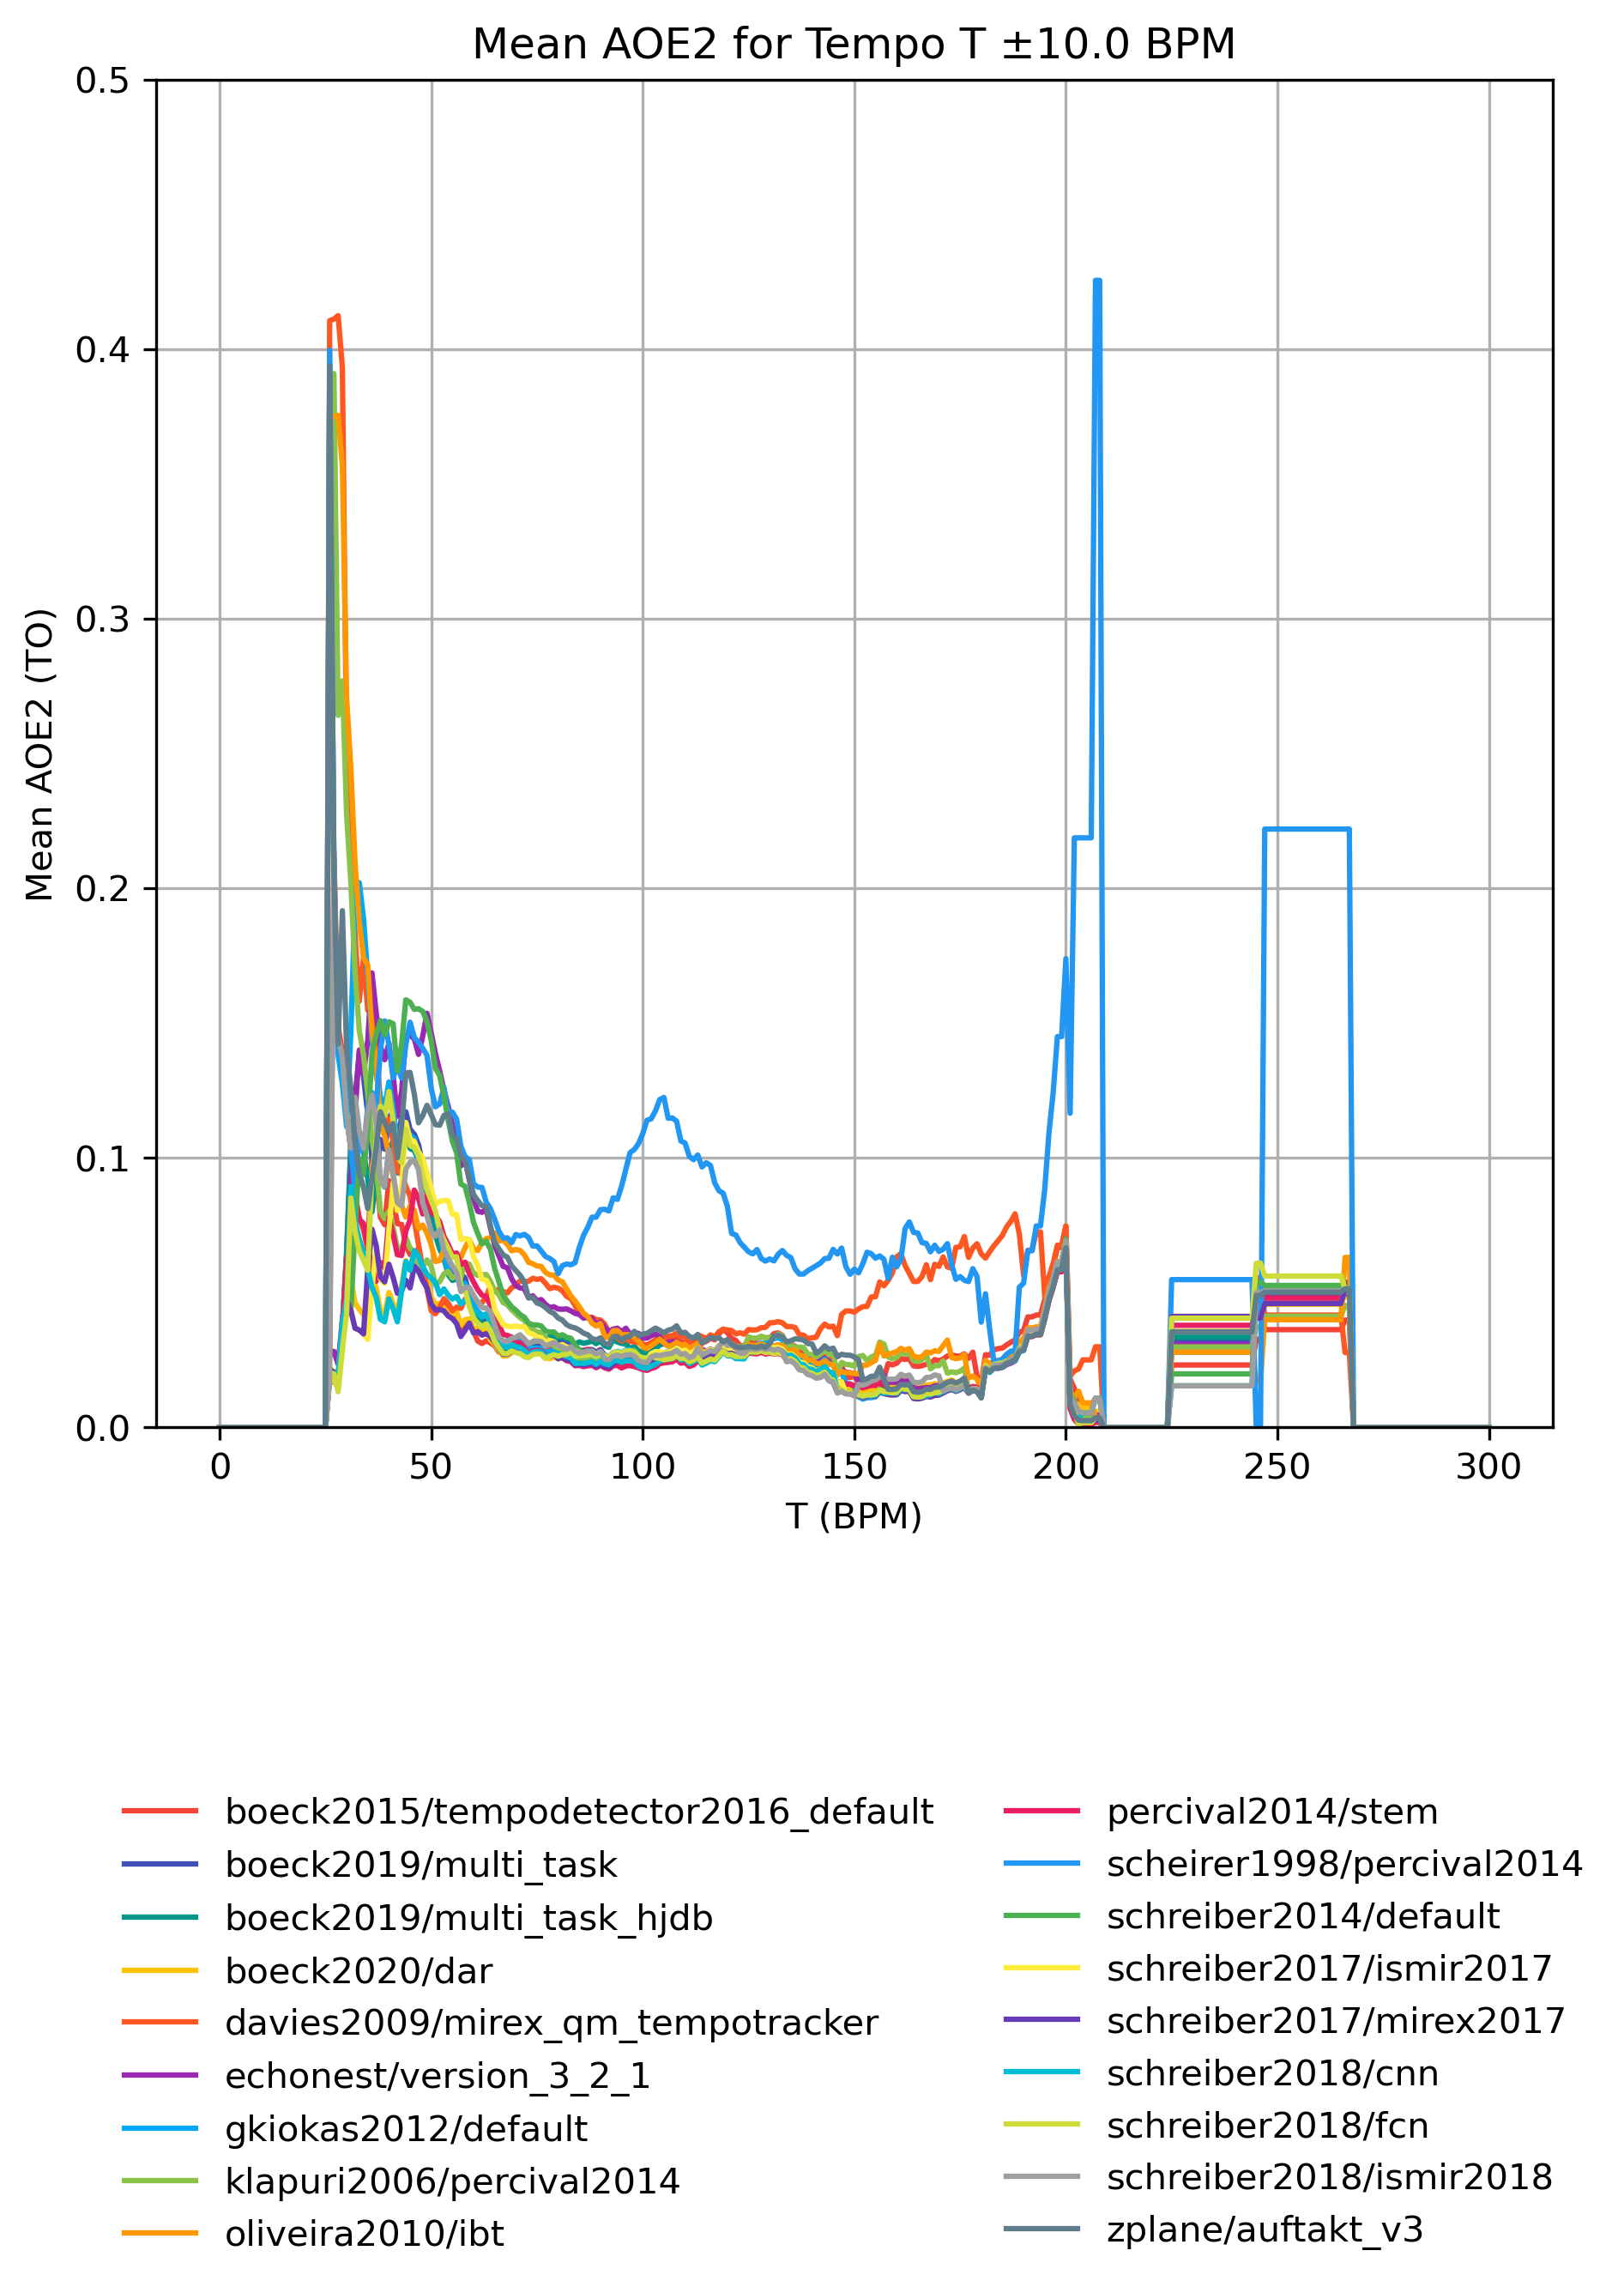 Mean AOE2 for Tempo T ±10.0 BPM
0.5
0.4
0.3
0.2
0.1
0.0
Mean AOE2 (TO)
0 50 100 150 200 250 300
T (BPM)
boeck2015/tempodetector2016_default
boeck2019/multi_task
boeck2019/multi_task_hjdb
boeck2020/dar
davies2009/mirex_qm_tempotracker
echonest/version_3_2_1
gkiokas2012/default
klapuri2006/percival2014
oliveira2010/ibt
percival2014/stem
scheirer1998/percival2014
schreiber2014/default
schreiber2017/ismir2017
schreiber2017/mirex2017
schreiber2018/cnn
schreiber2018/fcn
schreiber2018/ismir2018
zplane/auftakt_v3